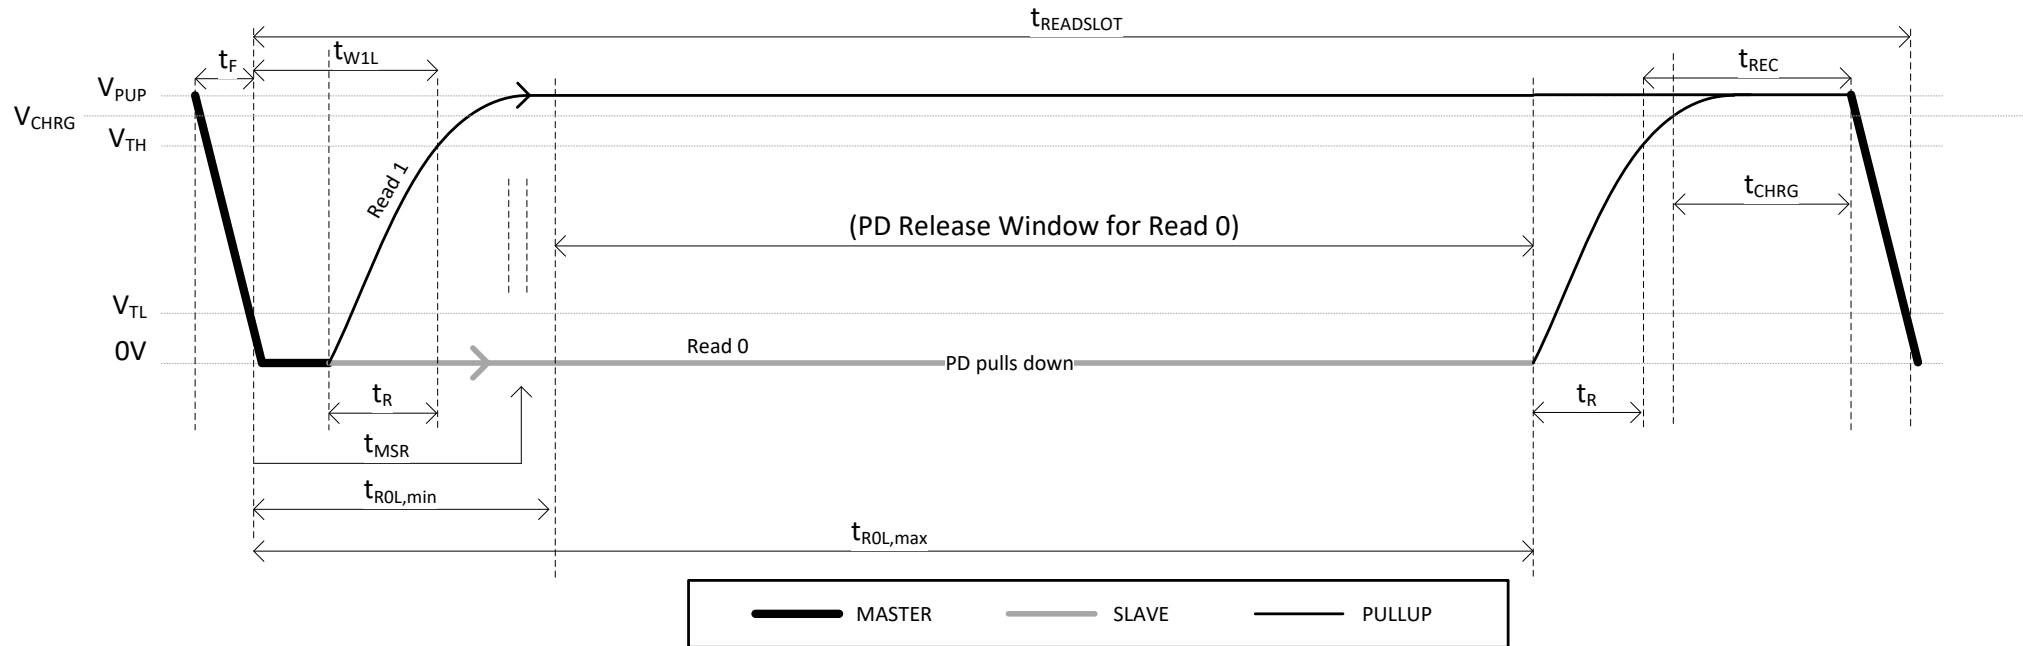 tREADSLOT
tF
tW1L
tREC
VPUP
VCHRG
VTH
Read 1
tCHRG
(PD Release Window for Read 0)
VTL
0V
Read 0
PD pulls down
tR
tR
tMSR
tR0L,min
tR0L,max
MASTER
SLAVE
PULLUP